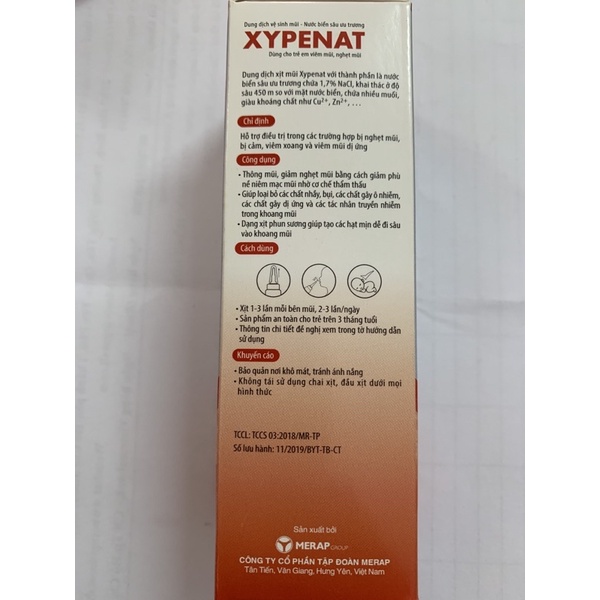 Dung dịch vệ sinh mũi - Nước biển sâu ưu trương
XYPENAT
Dùng cho trẻ em viêm mũi, nghẹt mũi
Dung dịch xịt mũi Xypenat với thành phần là nước
biển sâu ưu trương chứa 1,7% NaCl, khai thác ở độ
sâu 450 m so với mặt nước biển, chứa nhiều muối,
giàu khoáng chất như Cu²⁺, Zn²⁺, ...
Chỉ định
Hỗ trợ điều trị trong các trường hợp bị nghẹt mũi,
bị cảm, viêm xoang và viêm mũi dị ứng
Công dụng
• Thông mũi, giảm nghẹt mũi bằng cách giảm phù
nề niêm mạc mũi nhờ cơ chế thẩm thấu
• Giúp loại bỏ các chất nhầy, bụi, các chất gây ô nhiễm,
các chất gây dị ứng và các tác nhân truyền nhiễm
trong khoang mũi
• Dạng xịt phun sương giúp tạo các hạt mịn dễ đi sâu
vào khoang mũi
Cách dùng
• Xịt 1-3 lần mỗi bên mũi, 2-3 lần/ngày
• Sản phẩm an toàn cho trẻ trên 3 tháng tuổi
• Thông tin chi tiết đề nghị xem trong tờ hướng dẫn
sử dụng
Khuyến cáo
• Bảo quản nơi khô mát, tránh ánh nắng
• Không tái sử dụng chai xịt, đầu xịt dưới mọi
hình thức
TCCL: TCCS 03:2018/MR-TP
Số lưu hành: 11/2019/BYT-TB-CT
Sản xuất bởi
MERAP GROUP
CÔNG TY CỔ PHẦN TẬP ĐOÀN MERAP
Tân Tiến, Văn Giang, Hưng Yên, Việt Nam